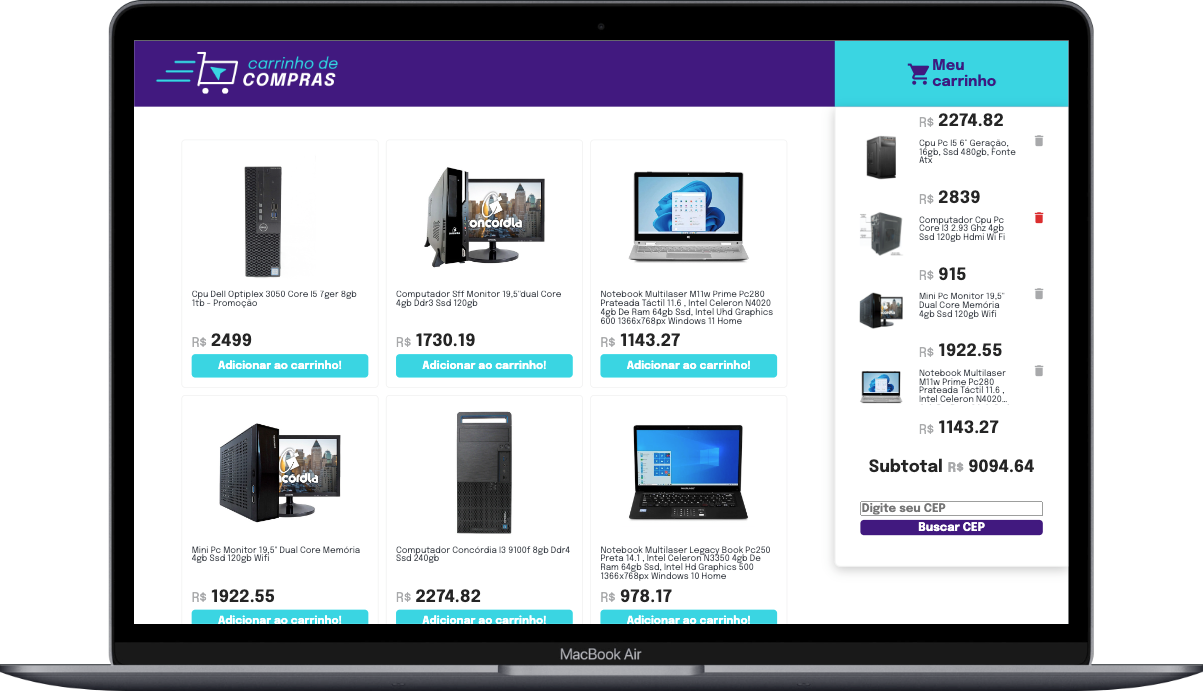 carrinho de
COMPRAS
Meu
carrinho
Cpu Dell Optiplex 3050 Core I5 7ger 8gb
1tb - Promoção
R$ 2499
Adicionar ao carrinho!
oncordia
Computador Sff Monitor 19,5"dual Core
4gb Ddr3 Ssd 120gb
R$ 1730.19
Adicionar ao carrinho!
Notebook Multilaser M11w Prime Pc280
Prateada Táctil 11.6 , Intel Celeron N4020
4gb De Ram 64gb Ssd, Intel Uhd Graphics
600 1366x768px Windows 11 Home
R$ 1143.27
Adicionar ao carrinho!
ncordia
Mini Pc Monitor 19,5" Dual Core Memória
4gb Ssd 120gb Wifi
R$ 1922.55
Adicionar ao carrinho!
Computador Concórdia I3 9100f 8gb Ddr4
Ssd 240gb
R$ 2274.82
Adicionar ao carrinho!
Notebook Multilaser Legacy Book Pc250
Preta 14.1 , Intel Celeron N3350 4gb De
Ram 64gb Ssd, Intel Hd Graphics 500
1366x768px Windows 10 Home
R$ 978.17
Adicionar ao carrinho!
R$ 2274.82
Cpu Pc I5 6° Geração,
16gb, Ssd 480gb, Fonte
Atx
R$ 2839
Computador Cpu Pc
Core I3 2.93 Ghz 4gb
Ssd 120gb Hdmi Wi Fi
R$ 915
Mini Pc Monitor 19,5"
Dual Core Memória
4gb Ssd 120gb Wifi
R$ 1922.55
Notebook Multilaser
M11w Prime Pc280
Prateada Táctil 11.6 ,
Intel Celeron N4020...
R$ 1143.27
Subtotal R$ 9094.64
Digite seu CEP
Buscar CEP
MacBook Air